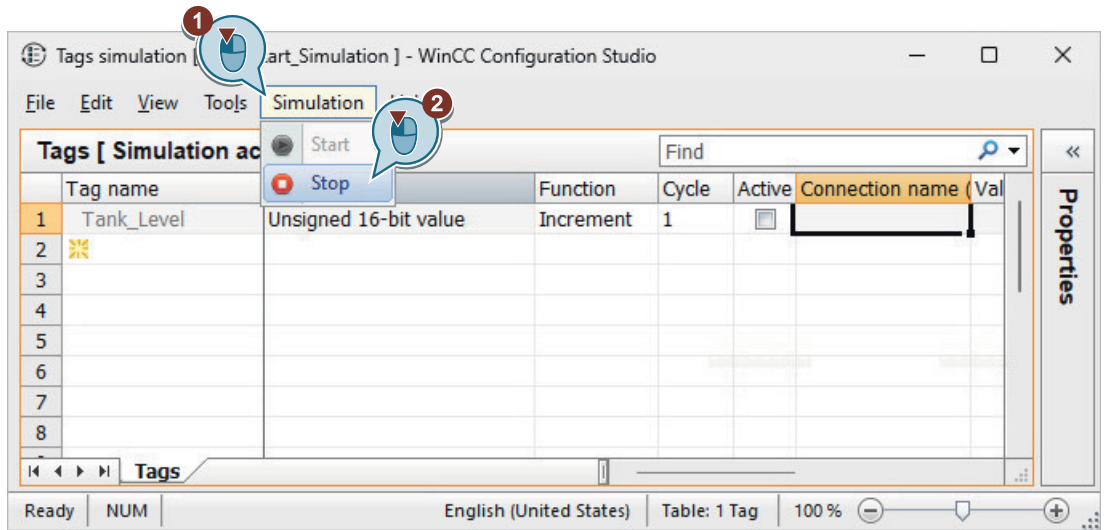 1
Tags simulation [ art_Simulation ] - WinCC Configuration Studio
File Edit View Tools Simulation
2
Tags [ Simulation ac
Start
Find
Stop
Tag name Function Cycle Active Connection name ( Val
1 Tank_Level Unsigned 16-bit value Increment 1
2
3
4
5
6
7
8
Properties
Tags
Ready NUM English (United States) Table: 1 Tag 100 %